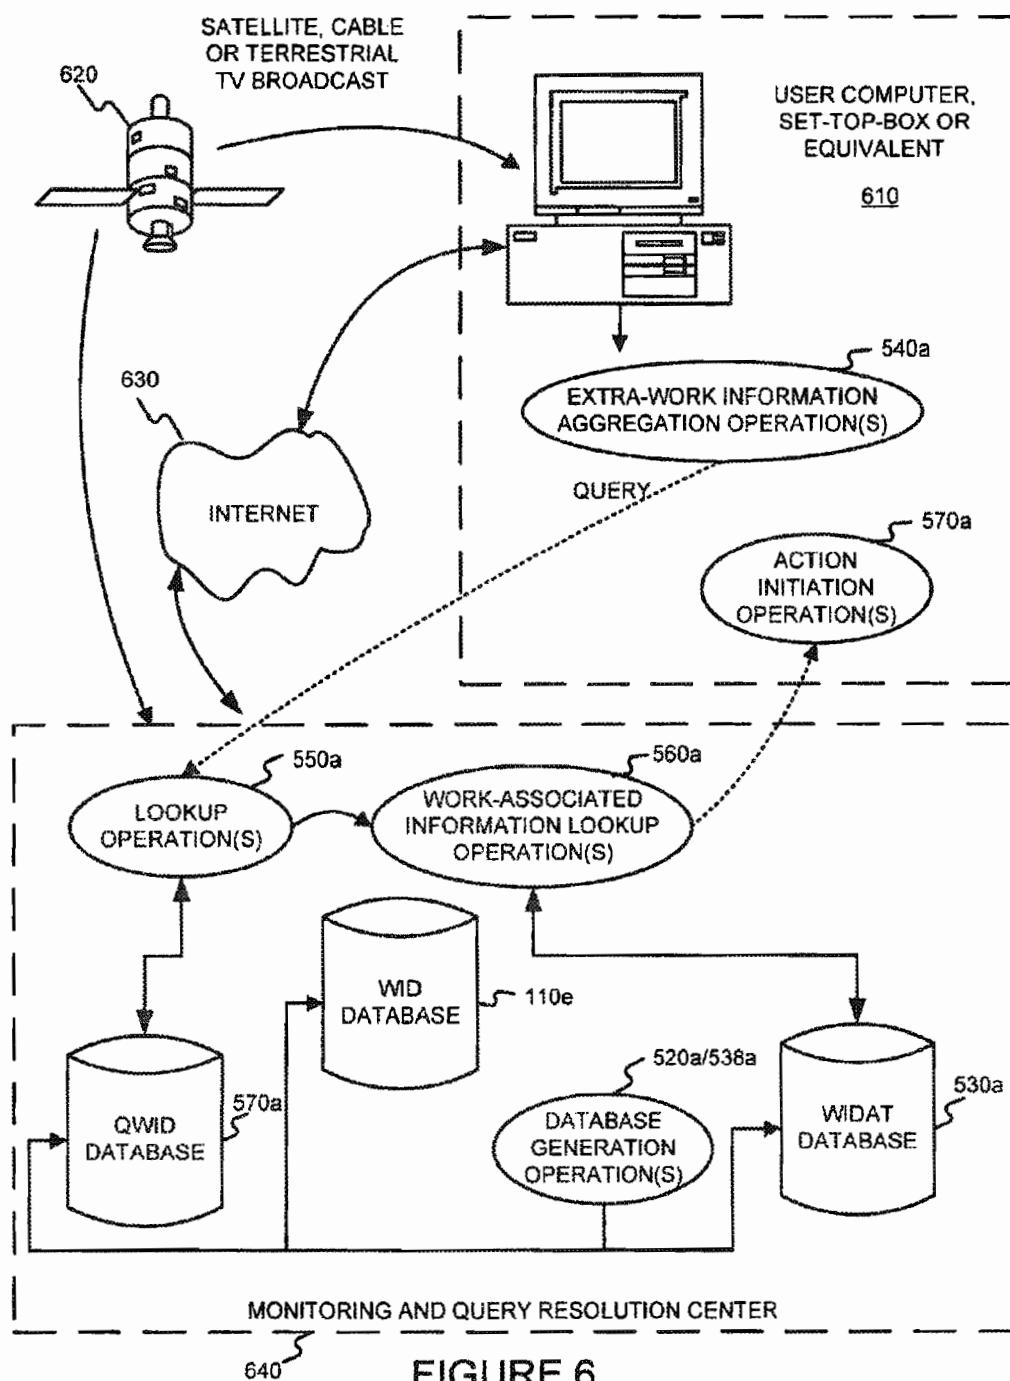 SATELLITE, CABLE
OR TERRESTRIAL
TV BROADCAST
620
USER COMPUTER,
SET-TOP-BOX OR
EQUIVALENT
610
540a
EXTRA-WORK INFORMATION
AGGREGATION OPERATION(S)
630
INTERNET
QUERY
570a
ACTION
INITIATION
OPERATION(S)
550a
LOOKUP
OPERATION(S)
560a
WORK-ASSOCIATED
INFORMATION LOOKUP
OPERATION(S)
WID
DATABASE
110e
QWID
DATABASE
570a
520a/538a
DATABASE
GENERATION
OPERATION(S)
WIDAT
DATABASE
530a
MONITORING AND QUERY RESOLUTION CENTER
640
FIGURE 6